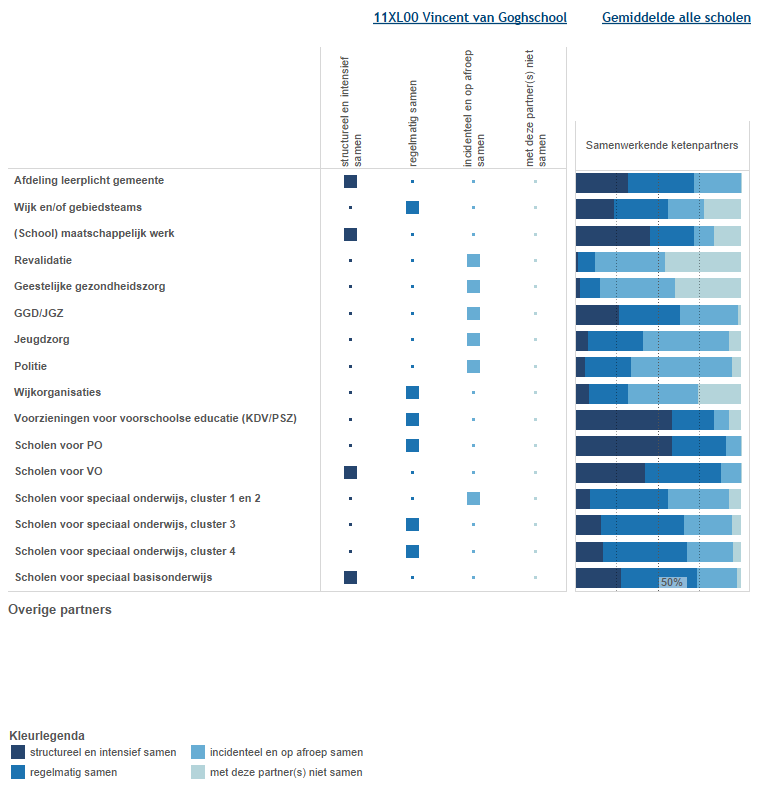 11XL00 Vincent van Goghschool
Gemiddelde alle scholen
structureel en intensief
samen
regelmatig samen
incidenteel en op afroep
samen
met deze partner(s) niet
samen
Samenwerkende ketenpartners
Afdeling leerplicht gemeente
Wijk en/of gebiedsteams
(School) maatschappelijk werk
Revalidatie
Geestelijke gezondheidszorg
GGD/JGZ
Jeugdzorg
Politie
Wijkorganisaties
Voorzieningen voor voorschoolse educatie (KDV/PSZ)
Scholen voor PO
Scholen voor VO
Scholen voor speciaal onderwijs, cluster 1 en 2
Scholen voor speciaal onderwijs, cluster 3
Scholen voor speciaal onderwijs, cluster 4
Scholen voor speciaal basisonderwijs
50%
Overige partners
Kleurlegenda
structureel en intensief samen
incidenteel en op afroep samen
regelmatig samen
met deze partner(s) niet samen